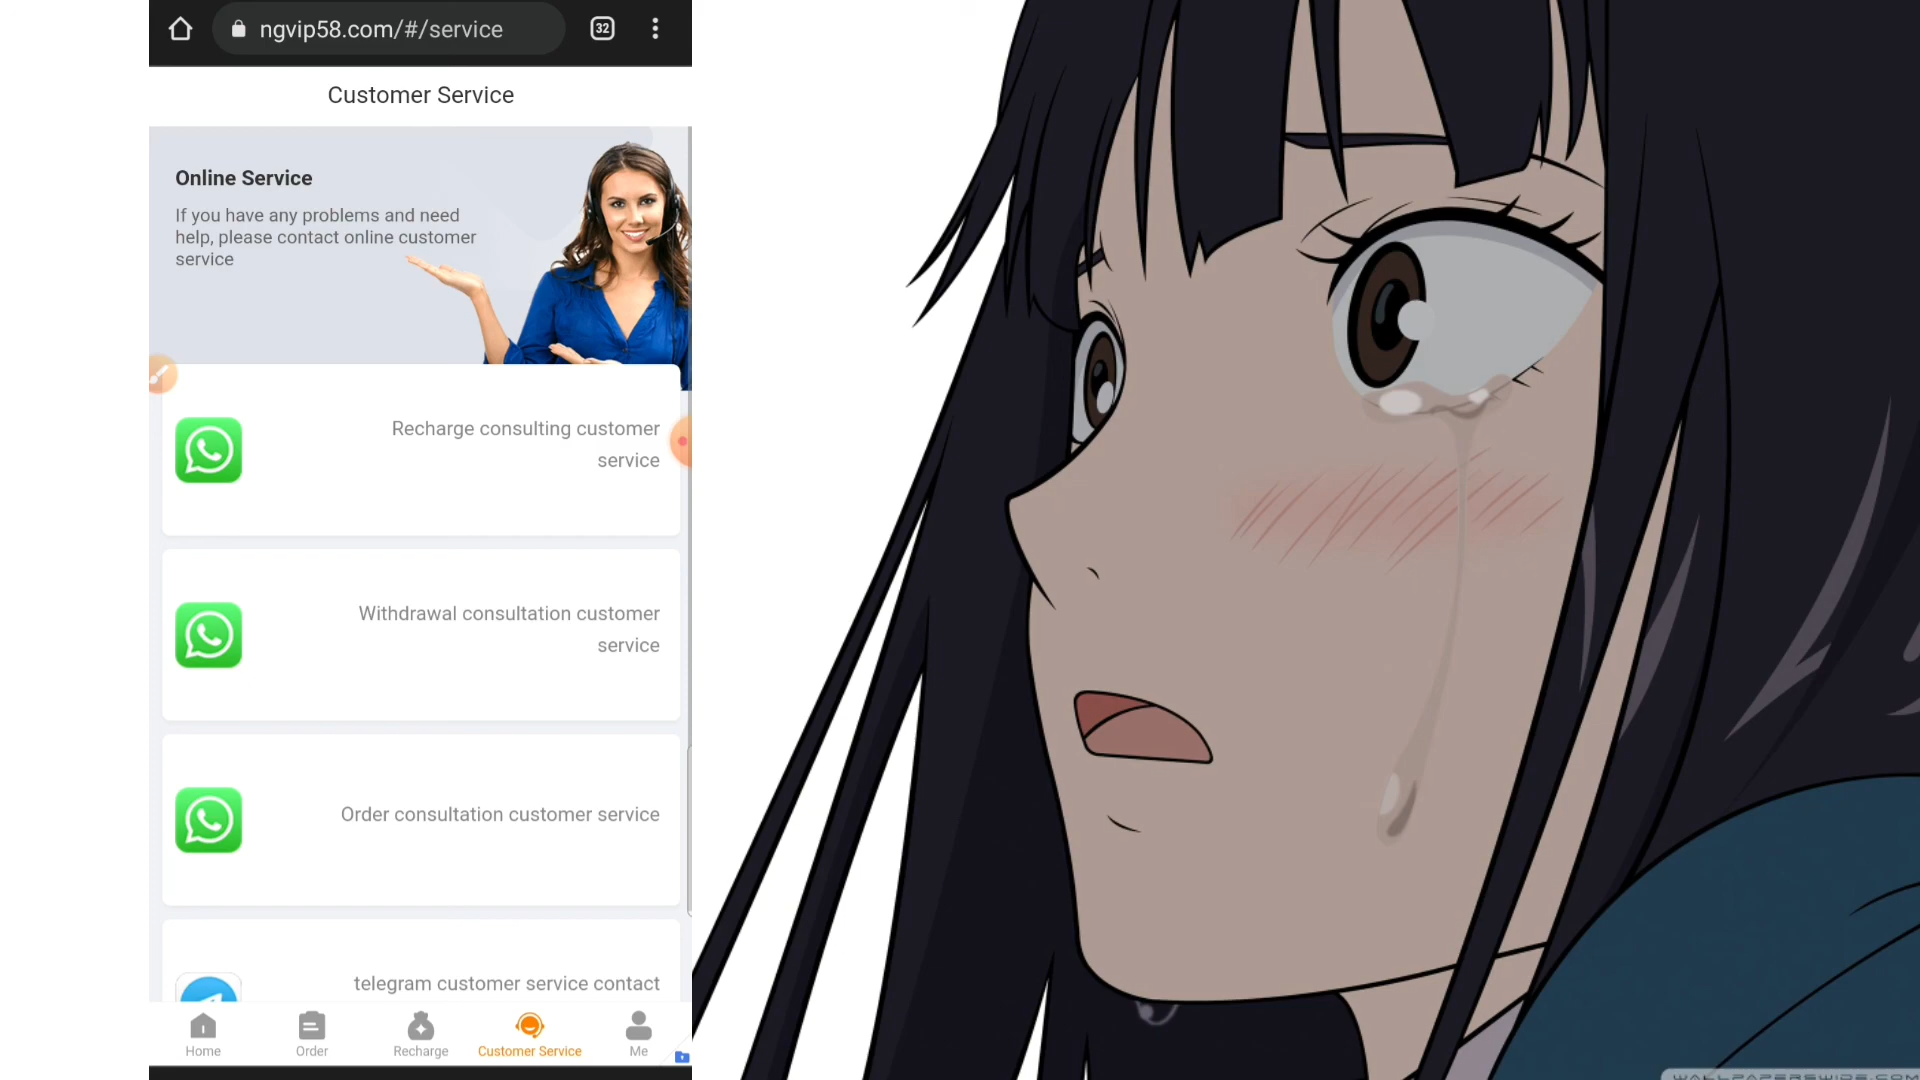 ngvip58.com/#/service
32
Customer Service
Online Service
If you have any problems and need
help, please contact online customer
service
Recharge consulting customer
service
Withdrawal consultation customer
service
Order consultation customer service
telegram customer service contact
Home
Order
Recharge
Customer Service
Me
WALLPAPERSWIDE.COM